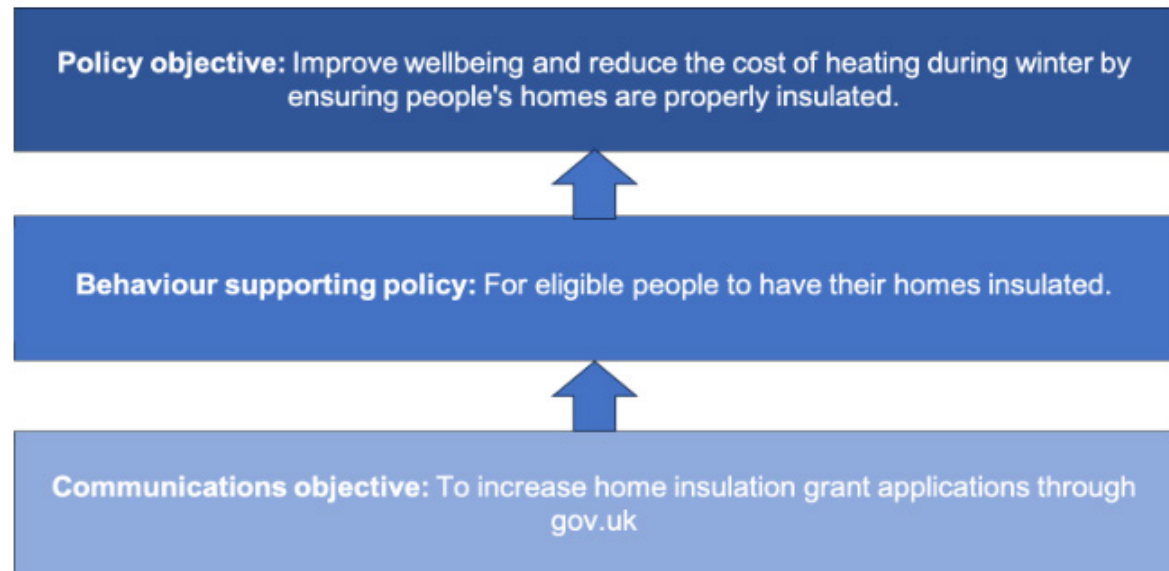 Policy objective: Improve wellbeing and reduce the cost of heating during winter by
ensuring people's homes are properly insulated.
Behaviour supporting policy: For eligible people to have their homes insulated.
Communications objective: To increase home insulation grant applications through
gov.uk